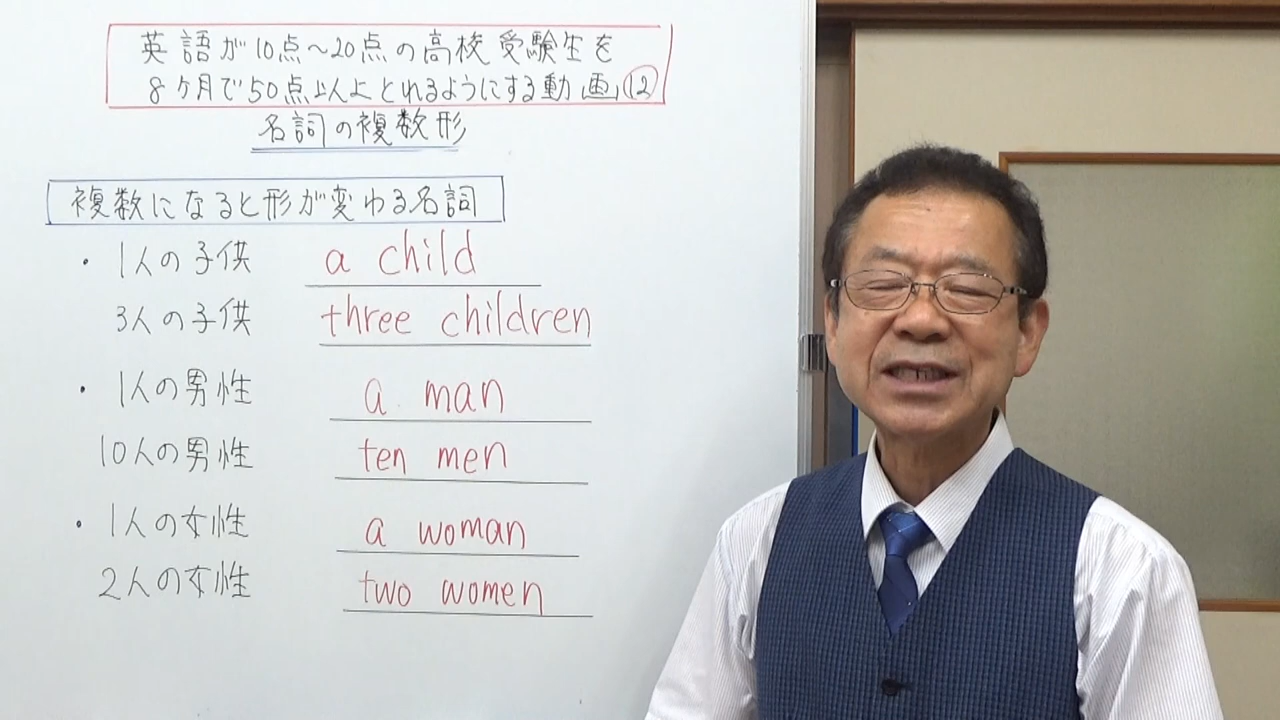 英語が10点~20点の高校受験生を
8ヶ月で50点以上とれるようにする動画⑫
名詞の複数形
複数になると形が変わる名詞
・1人の子供 a child
3人の子供 three children
・1人の男性 a man
10人の男性 ten men
・1人の女性 a woman
2人の女性 two women